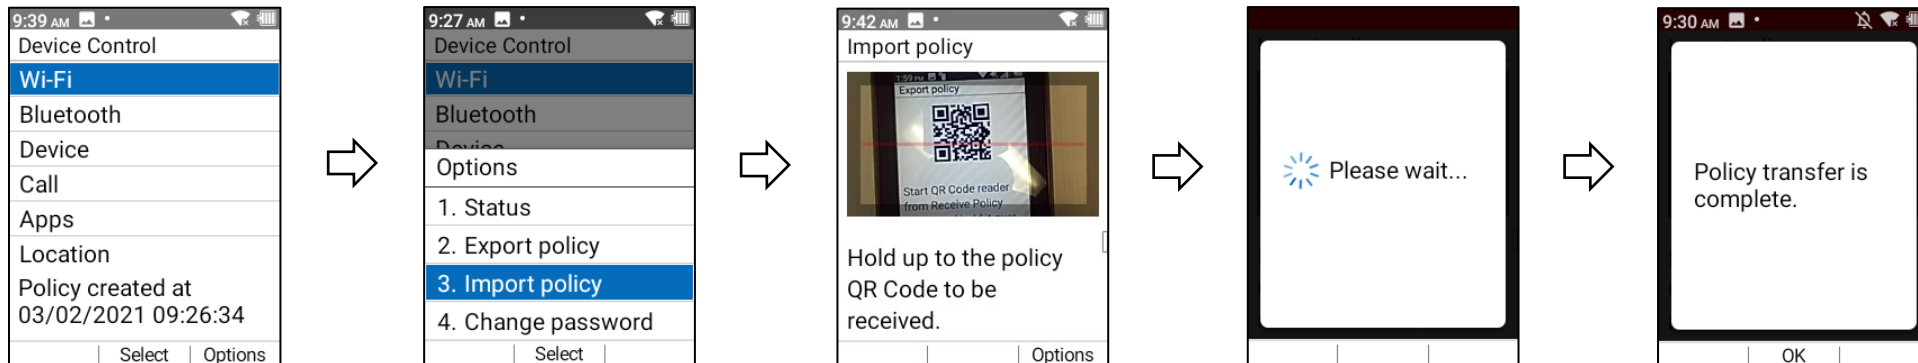 9:39 AM
Device Control
Wi-Fi
Bluetooth
Device
Call
Apps
Location
Policy created at
03/02/2021 09:26:34
Select
Options
9:27 AM
Device Control
Wi-Fi
Bluetooth
Device
Options
1. Status
2. Export policy
3. Import policy
4. Change password
Select
9:42 AM
Import policy
1:59 PM
Export policy
Start QR Code reader
from Receive Policy
Hold up to the policy
QR Code to be
received.
Options
Please wait...
9:30 AM
Policy transfer is
complete.
OK